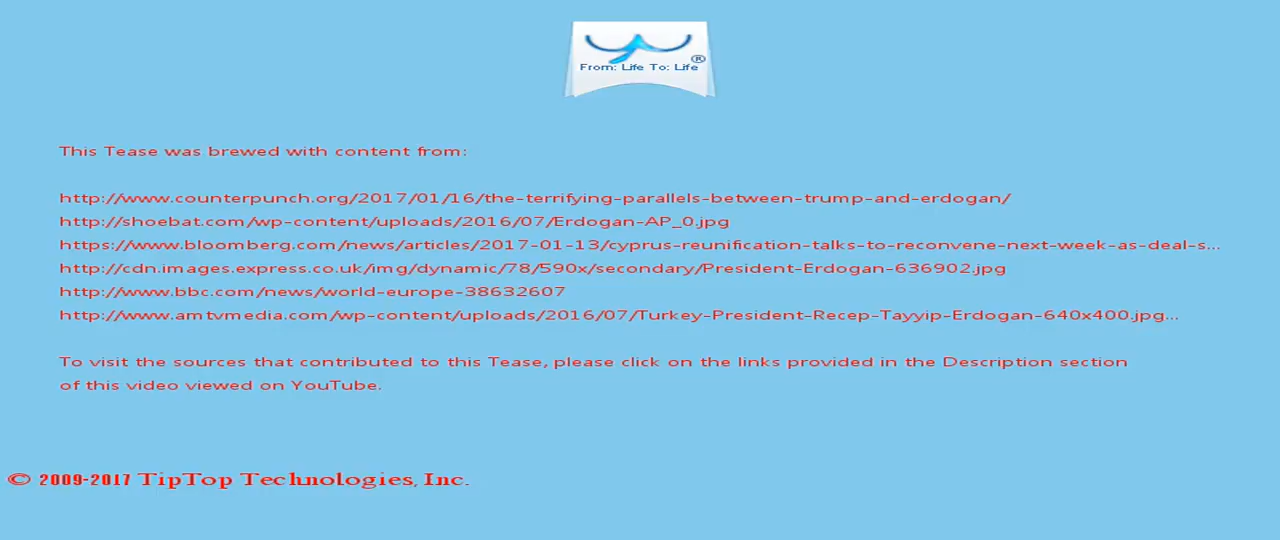 From: Life To: Life ®
This Tease was brewed with content from:
http://www.counterpunch.org/2017/01/16/the-terrifying-parallels-between-trump-and-erdogan/
http://shoebat.com/wp-content/uploads/2016/07/Erdogan-AP_0.jpg
https://www.bloomberg.com/news/articles/2017-01-13/cyprus-reunification-talks-to-reconvene-next-week-as-deal-s...
http://cdn.images.express.co.uk/img/dynamic/78/590x/secondary/President-Erdogan-636902.jpg
http://www.bbc.com/news/world-europe-38632607
http://www.amtvmedia.com/wp-content/uploads/2016/07/Turkey-President-Recep-Tayyip-Erdogan-640x400.jpg...
To visit the sources that contributed to this Tease, please click on the links provided in the Description section
of this video viewed on YouTube.
© 2009-2017 TipTop Technologies, Inc.